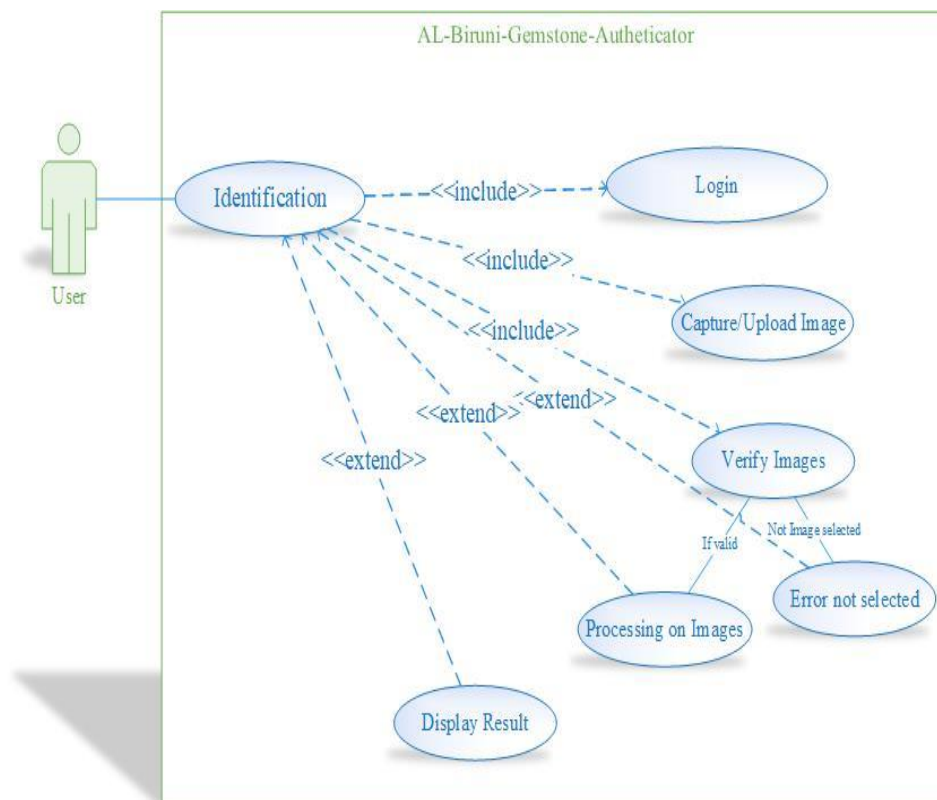 AL-Biruni-Gemstone-Autheticator
User
Identification
<<include>>
Login
<<include>>
Capture/Upload Image
<<include>>
<<extend>>
<<extend>>
<<extend>>
Verify Images
If valid
Not Image selected
Processing on Images
Error not selected
Display Result